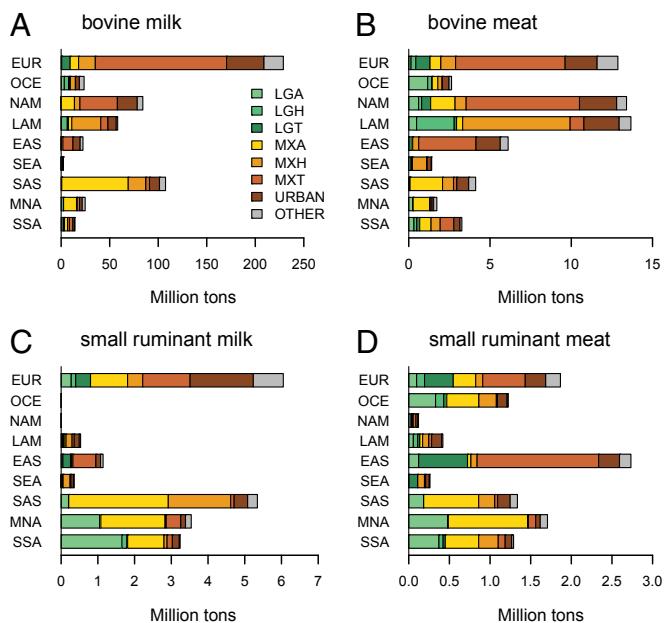 A bovine milk
EUR
OCE
NAM
LAM
EAS
SEA
SAS
MNA
SSA
LGA
LGH
LGT
MXA
MXH
MXT
URBAN
OTHER
0 50 100 150 200 250
Million tons
B bovine meat
EUR
OCE
NAM
LAM
EAS
SEA
SAS
MNA
SSA
0 5 10 15
Million tons
C small ruminant milk
EUR
OCE
NAM
LAM
EAS
SEA
SAS
MNA
SSA
0 1 2 3 4 5 6 7
Million tons
D small ruminant meat
EUR
OCE
NAM
LAM
EAS
SEA
SAS
MNA
SSA
0.0 0.5 1.0 1.5 2.0 2.5 3.0
Million tons